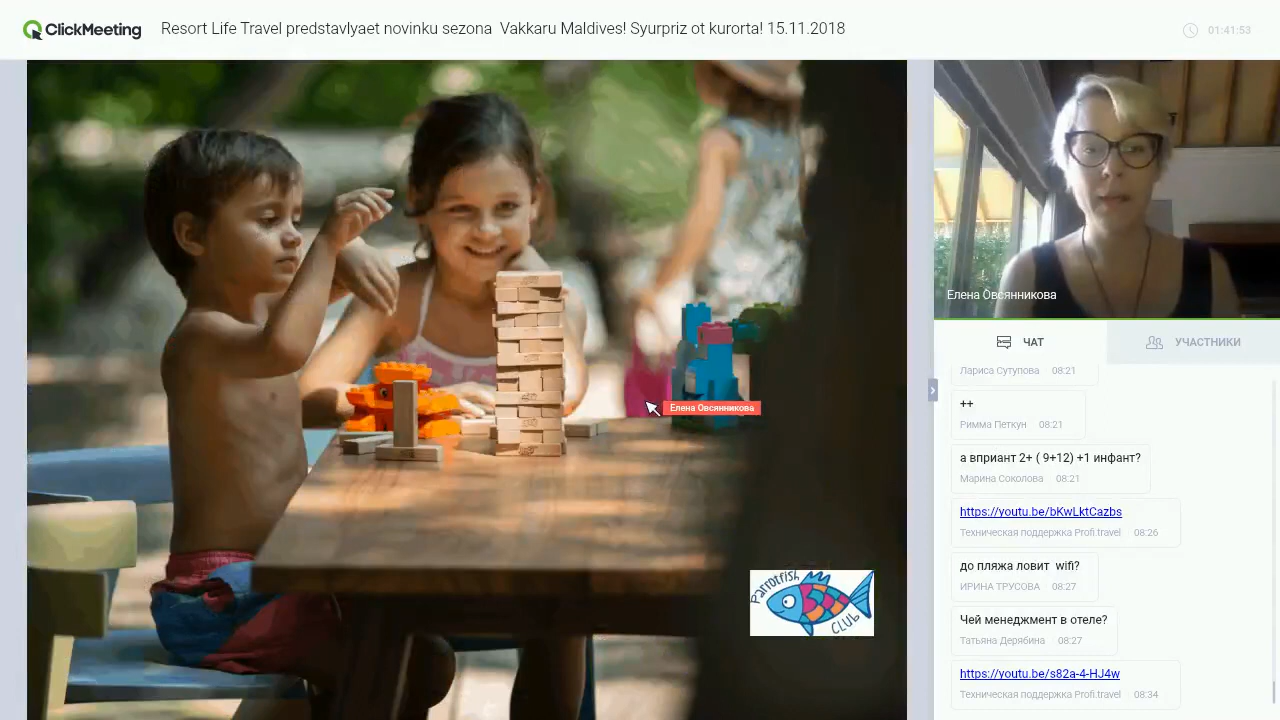 ClickMeeting
Resort Life Travel predstavlyaet novinku sezona Vakkaru Maldives! Syurpriz ot kurorta! 15.11.2018
01:41:53
Елена Овсянникова
Елена Овсянникова
Parrotfish
CLUB
ЧАТ
УЧАСТНИКИ
Лариса Сутупова 08:21
++
Римма Петкун 08:21
а вприант 2+ ( 9+12) +1 инфант?
Марина Соколова 08:21
https://youtu.be/bKwLktCazbs
Техническая поддержка Profi.travel 08:26
до пляжа ловит wifi?
ИРИНА ТРУСОВА 08:27
Чей менеджмент в отеле?
Татьяна Дерябина 08:27
https://youtu.be/s82a-4-HJ4w
Техническая поддержка Profi.travel 08:34